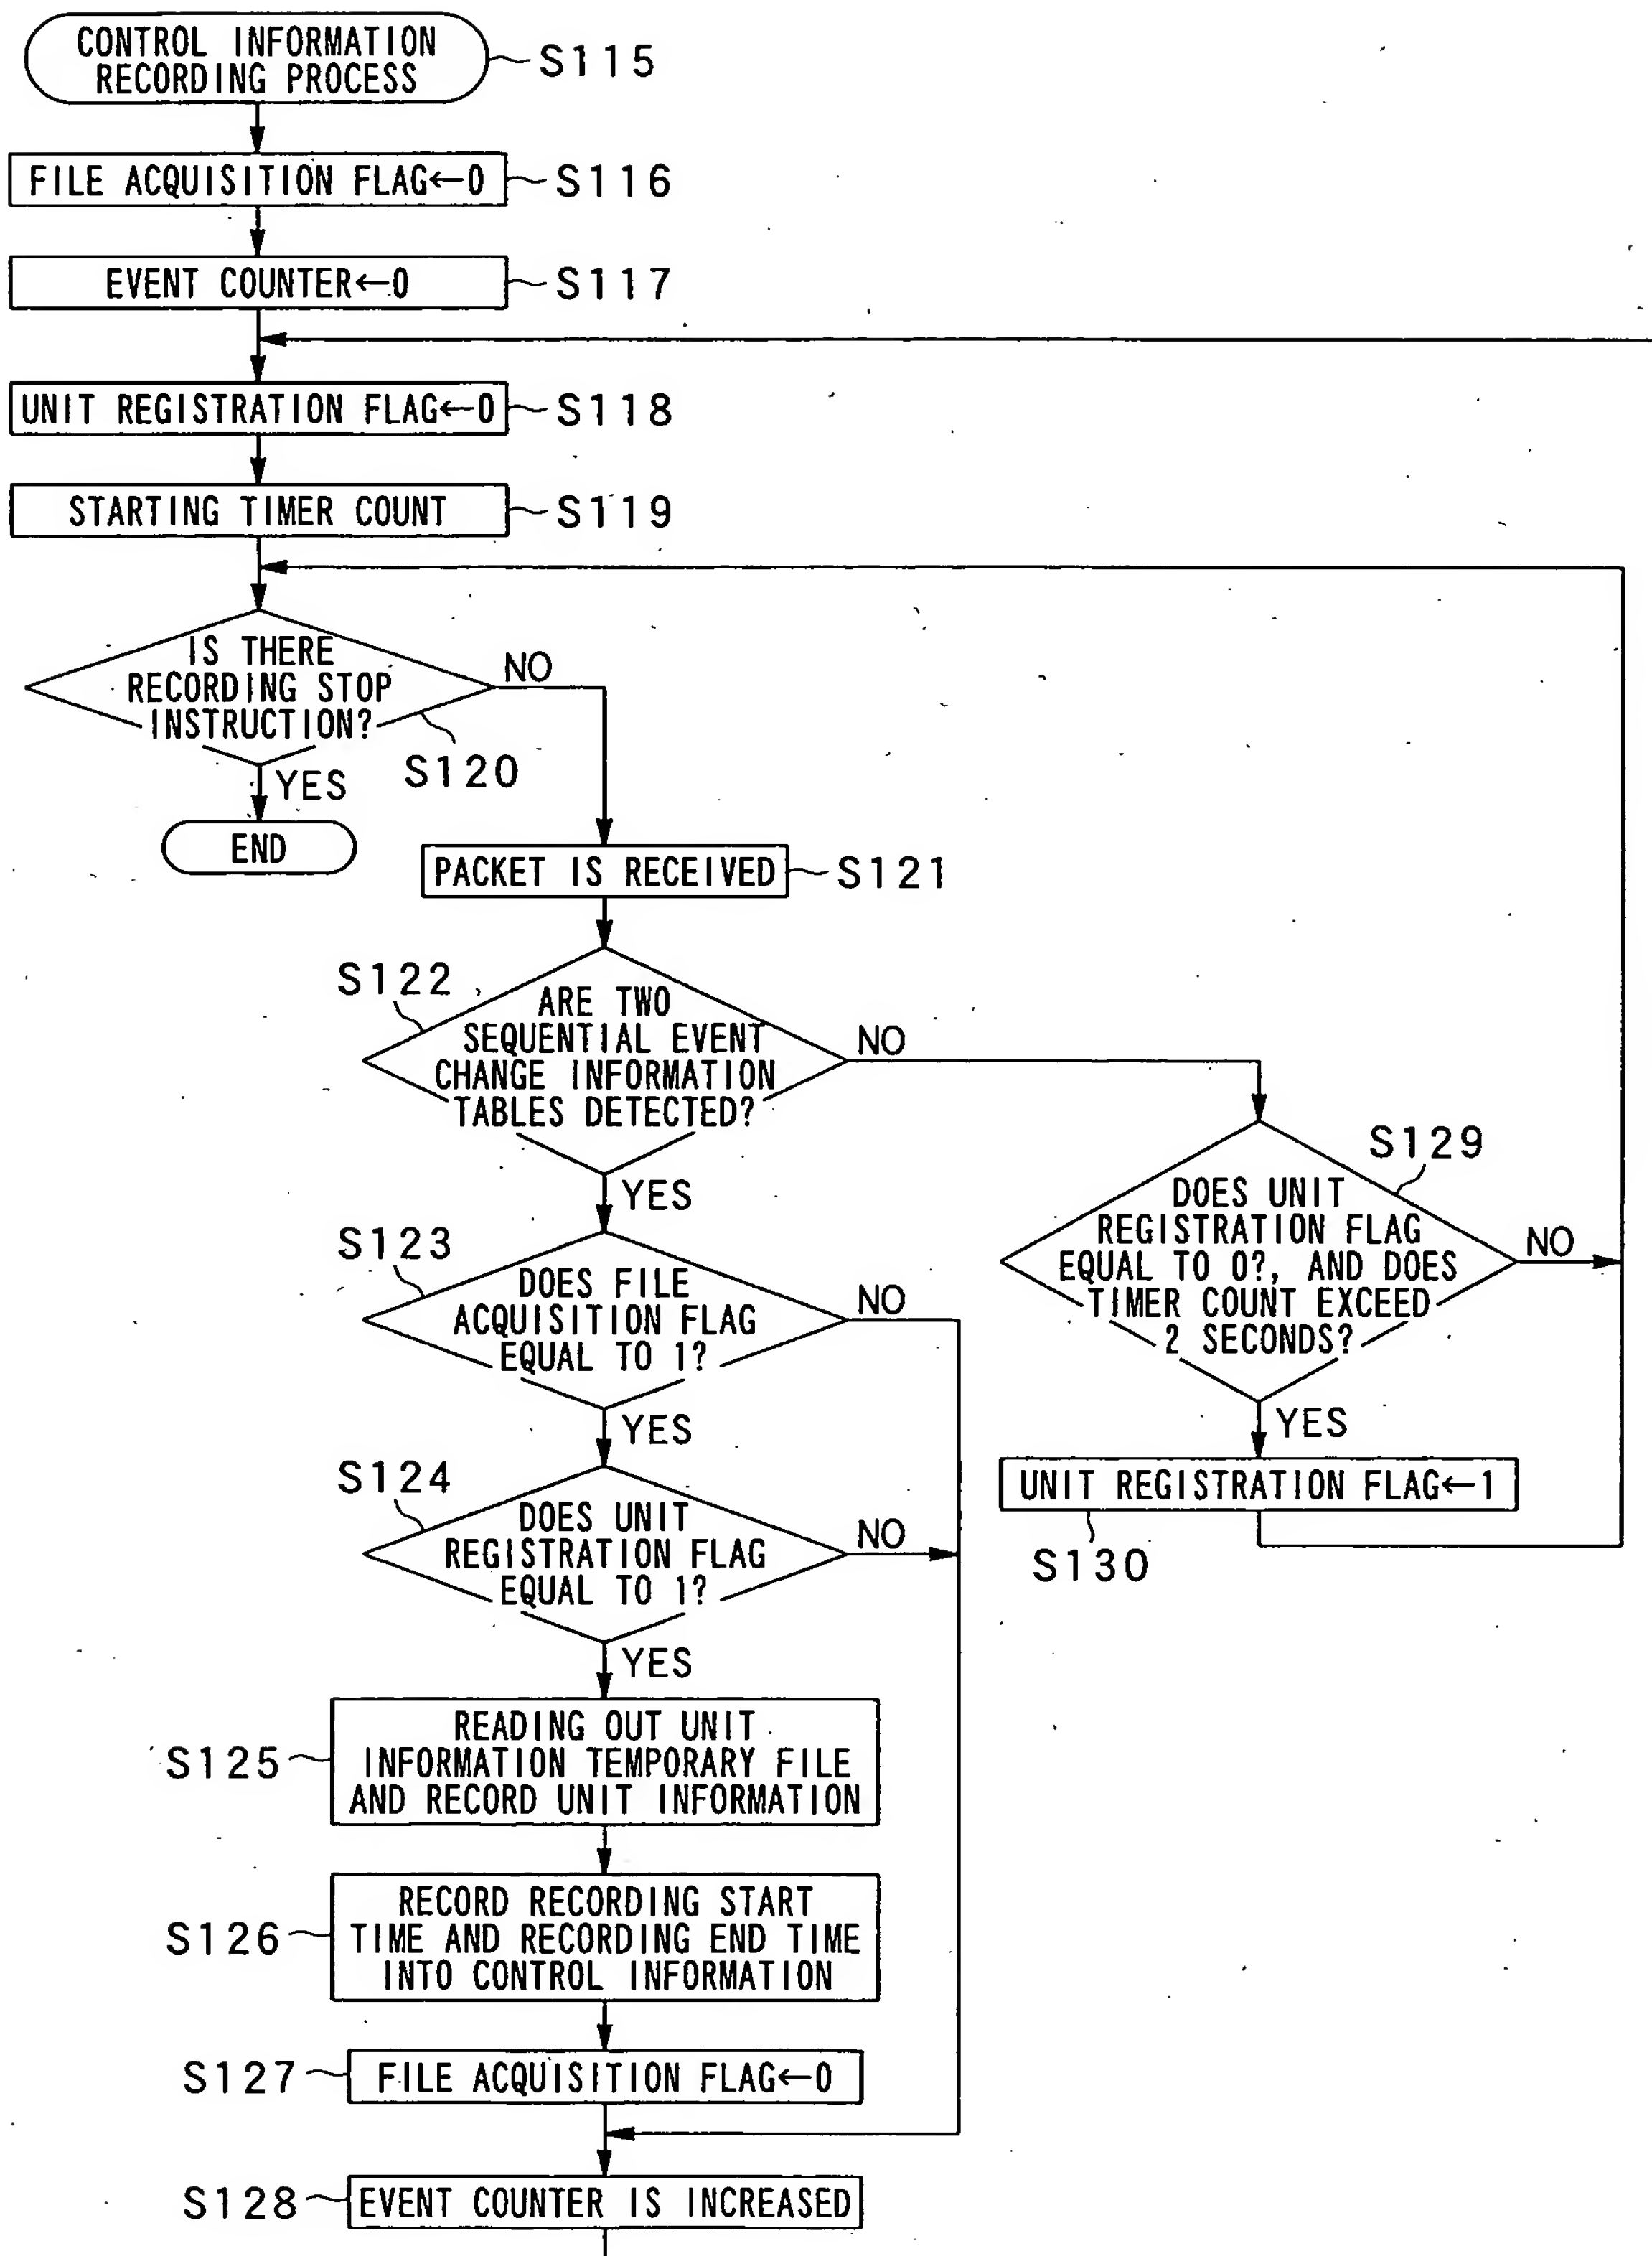 CONTROL INFORMATION
RECORDING PROCESS
S115
FILE ACQUISITION FLAG←0
S116
EVENT COUNTER←0
S117
UNIT REGISTRATION FLAG←0
S118
STARTING TIMER COUNT
S119
IS THERE
RECORDING STOP
INSTRUCTION?
NO
S120
YES
END
PACKET IS RECEIVED
S121
S122
ARE TWO
SEQUENTIAL EVENT
CHANGE INFORMATION
TABLES DETECTED?
NO
YES
S129
DOES UNIT
REGISTRATION FLAG
EQUAL TO 0?, AND DOES
TIMER COUNT EXCEED
2 SECONDS?
NO
YES
UNIT REGISTRATION FLAG←1
S130
S123
DOES FILE
ACQUISITION FLAG
EQUAL TO 1?
NO
YES
S124
DOES UNIT
REGISTRATION FLAG
EQUAL TO 1?
NO
YES
S125
READING OUT UNIT
INFORMATION TEMPORARY FILE
AND RECORD UNIT INFORMATION
S126
RECORD RECORDING START
TIME AND RECORDING END TIME
INTO CONTROL INFORMATION
S127
FILE ACQUISITION FLAG←0
S128
EVENT COUNTER IS INCREASED